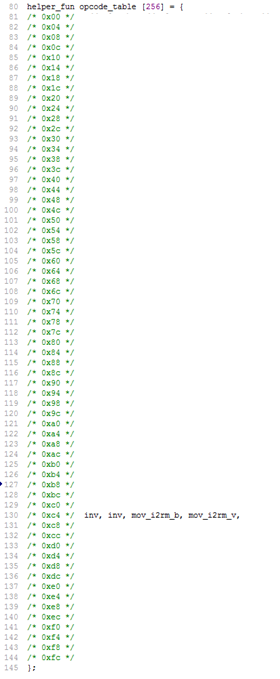 80 helper_fun opcode_table [256] = {
81 /* 0x00 */
82 /* 0x04 */
83 /* 0x08 */
84 /* 0x0c */
85 /* 0x10 */
86 /* 0x14 */
87 /* 0x18 */
88 /* 0x1c */
89 /* 0x20 */
90 /* 0x24 */
91 /* 0x28 */
92 /* 0x2c */
93 /* 0x30 */
94 /* 0x34 */
95 /* 0x38 */
96 /* 0x3c */
97 /* 0x40 */
98 /* 0x44 */
99 /* 0x48 */
100 /* 0x4c */
101 /* 0x50 */
102 /* 0x54 */
103 /* 0x58 */
104 /* 0x5c */
105 /* 0x60 */
106 /* 0x64 */
107 /* 0x68 */
108 /* 0x6c */
109 /* 0x70 */
110 /* 0x74 */
111 /* 0x78 */
112 /* 0x7c */
113 /* 0x80 */
114 /* 0x84 */
115 /* 0x88 */
116 /* 0x8c */
117 /* 0x90 */
118 /* 0x94 */
119 /* 0x98 */
120 /* 0x9c */
121 /* 0xa0 */
122 /* 0xa4 */
123 /* 0xa8 */
124 /* 0xac */
125 /* 0xb0 */
126 /* 0xb4 */
127 /* 0xb8 */
128 /* 0xbc */
129 /* 0xc0 */
130 /* 0xc4 */ inv, inv, mov_i2rm_b, mov_i2rm_v,
131 /* 0xc8 */
132 /* 0xcc */
133 /* 0xd0 */
134 /* 0xd4 */
135 /* 0xd8 */
136 /* 0xdc */
137 /* 0xe0 */
138 /* 0xe4 */
139 /* 0xe8 */
140 /* 0xec */
141 /* 0xf0 */
142 /* 0xf4 */
143 /* 0xf8 */
144 /* 0xfc */
145 };